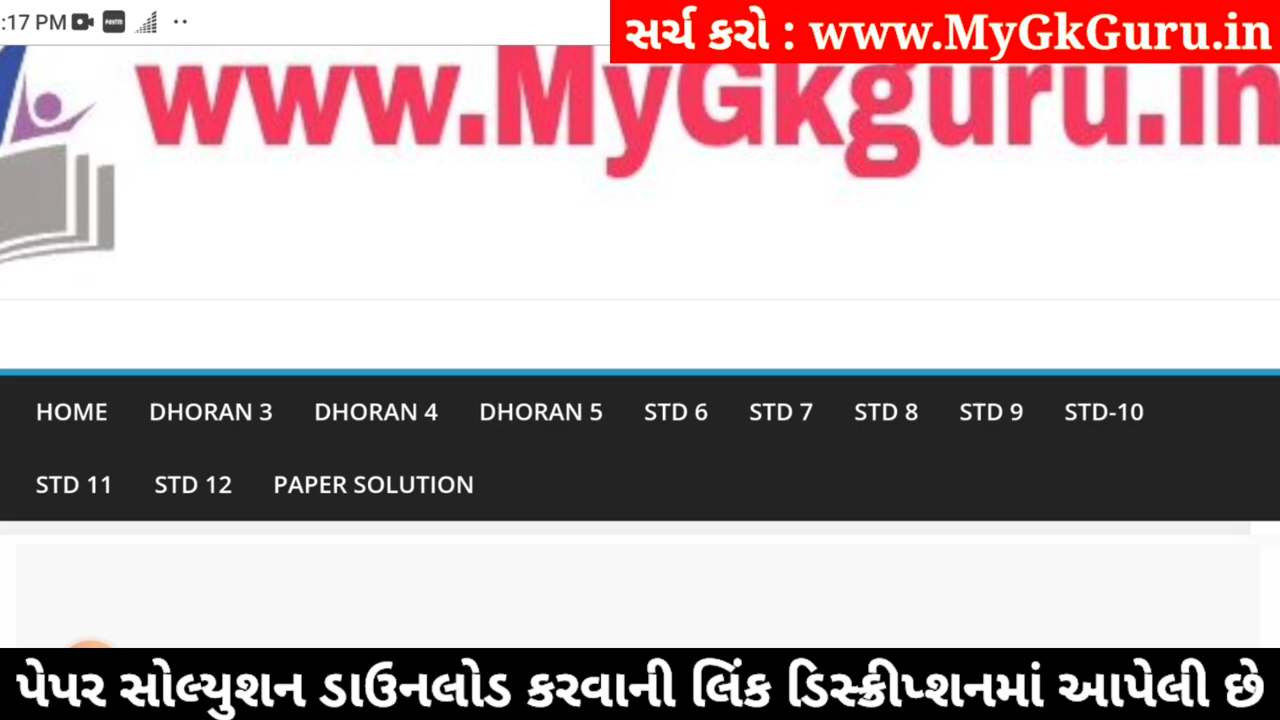 :17 PM
સર્ચ કરો : www.MyGkGuru.in
www.MyGkguru.in
HOME DHORAN 3 DHORAN 4 DHORAN 5 STD 6 STD 7 STD 8 STD 9 STD-10
STD 11 STD 12 PAPER SOLUTION
પેપર સોલ્યુશન ડાઉનલોડ કરવાની લિંક ડિસ્ક્રીપ્શનમાં આપેલી છે